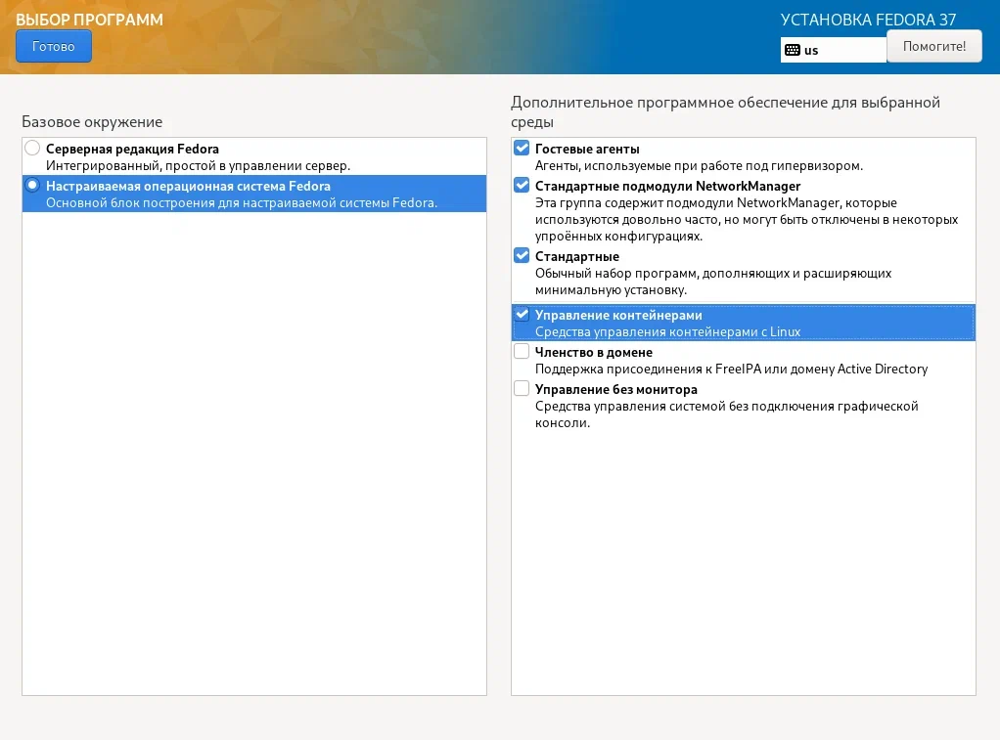 ВЫБОР ПРОГРАММ
Готово
УСТАНОВКА FEDORA 37
us
Помогите!
Базовое окружение
Серверная редакция Fedora
Интегрированный, простой в управлении сервер.
Настраиваемая операционная система Fedora
Основной блок построения для настраиваемой системы Fedora.
Дополнительное программное обеспечение для выбранной
среды
Гостевые агенты
Агенты, используемые при работе под гипервизором.
Стандартные подмодули NetworkManager
Эта группа содержит подмодули NetworkManager, которые
используются довольно часто, но могут быть отключены в некоторых
упроённых конфигурациях.
Стандартные
Обычный набор программ, дополняющих и расширяющих
минимальную установку.
Управление контейнерами
Средства управления контейнерами с Linux
Членство в домене
Поддержка присоединения к FreeIPA или домену Active Directory
Управление без монитора
Средства управления системой без подключения графической
консоли.